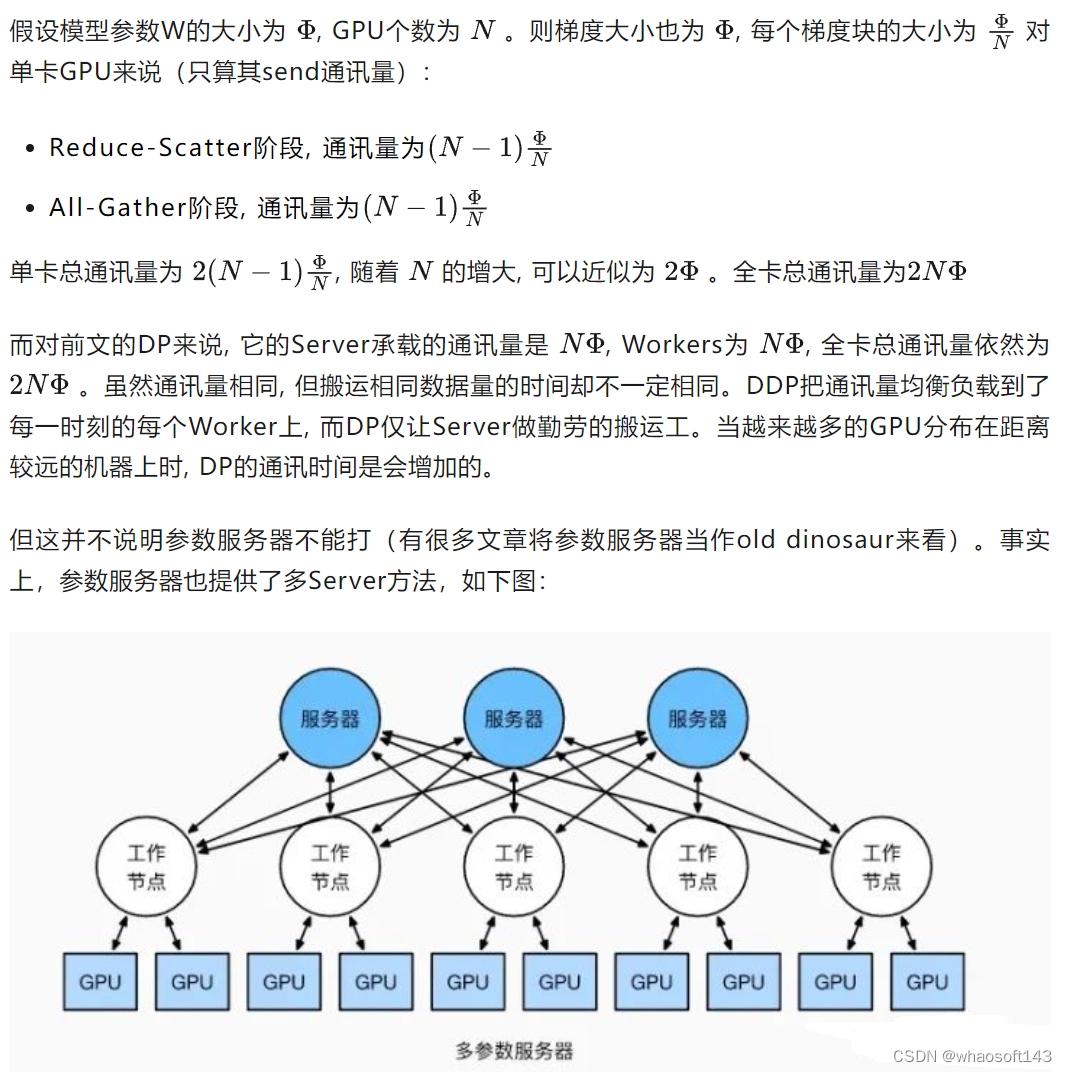 假设模型参数W的大小为 Φ, GPU个数为 N 。则梯度大小也为 Φ, 每个梯度块的大小为 Φ/N 对
单卡GPU来说（只算其send通讯量）:
• Reduce-Scatter阶段, 通讯量为(N − 1)Φ/N
• All-Gather阶段, 通讯量为(N − 1)Φ/N
单卡总通讯量为 2(N − 1)Φ/N, 随着 N 的增大, 可以近似为 2Φ 。全卡总通讯量为2NΦ
而对前文的DP来说, 它的Server承载的通讯量是 NΦ, Workers为 NΦ, 全卡总通讯量依然为
2NΦ 。虽然通讯量相同, 但搬运相同数据量的时间却不一定相同。DDP把通讯量均衡负载到了
每一时刻的每个Worker上, 而DP仅让Server做勤劳的搬运工。当越来越多的GPU分布在距离
较远的机器上时, DP的通讯时间是会增加的。
但这并不说明参数服务器不能打（有很多文章将参数服务器当作old dinosaur来看）。事实
上，参数服务器也提供了多Server方法，如下图：
服务器 服务器 服务器
工作 工作 工作 工作 工作
节点 节点 节点 节点 节点
GPU GPU GPU GPU GPU GPU GPU GPU GPU GPU
多参数服务器
CSDN @whaosoft143